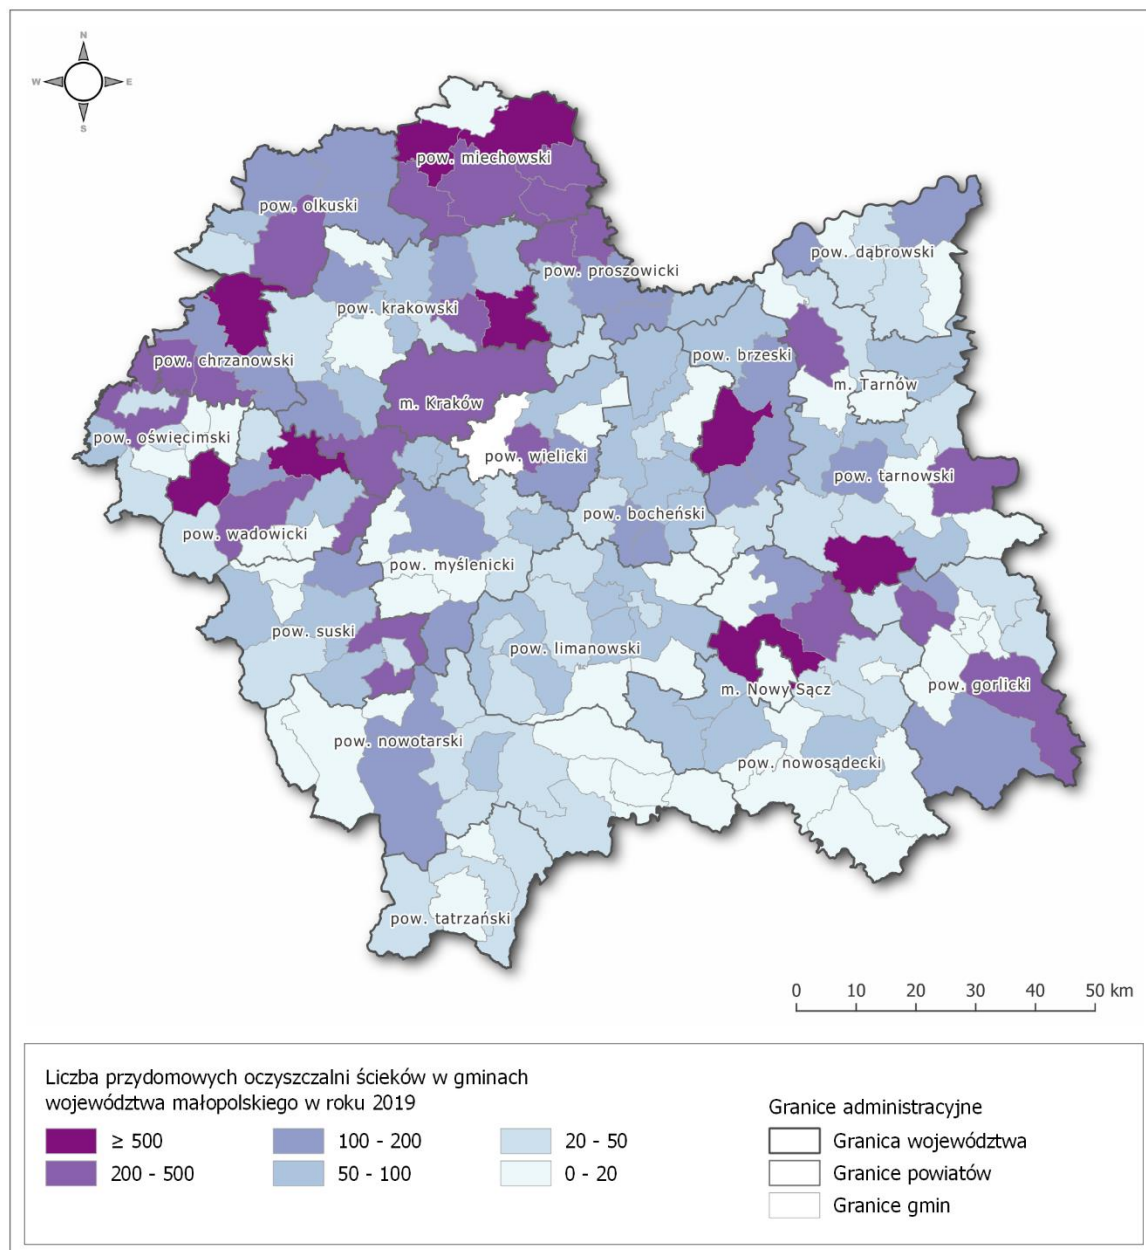 N
W
E
S
pow. miechowski
pow. olkuski
pow. dąbrowski
pow. proszowicki
pow. krakowski
pow. brzeski
pow. chrzanowski
m. Tarnów
m. Kraków
pow. oświęcimski
pow. wielicki
pow. tarnowski
pow. bocheński
pow. wadowicki
pow. myślenicki
pow. suski
pow. limanowski
pow. gorlicki
m. Nowy Sącz
pow. nowotarski
pow. nowosądecki
pow. tatrzański
0 10 20 30 40 50 km
Liczba przydomowych oczyszczalni ścieków w gminach
województwa małopolskiego w roku 2019
≥ 500
200 - 500
100 - 200
50 - 100
20 - 50
0 - 20
Granice administracyjne
Granica województwa
Granice powiatów
Granice gmin